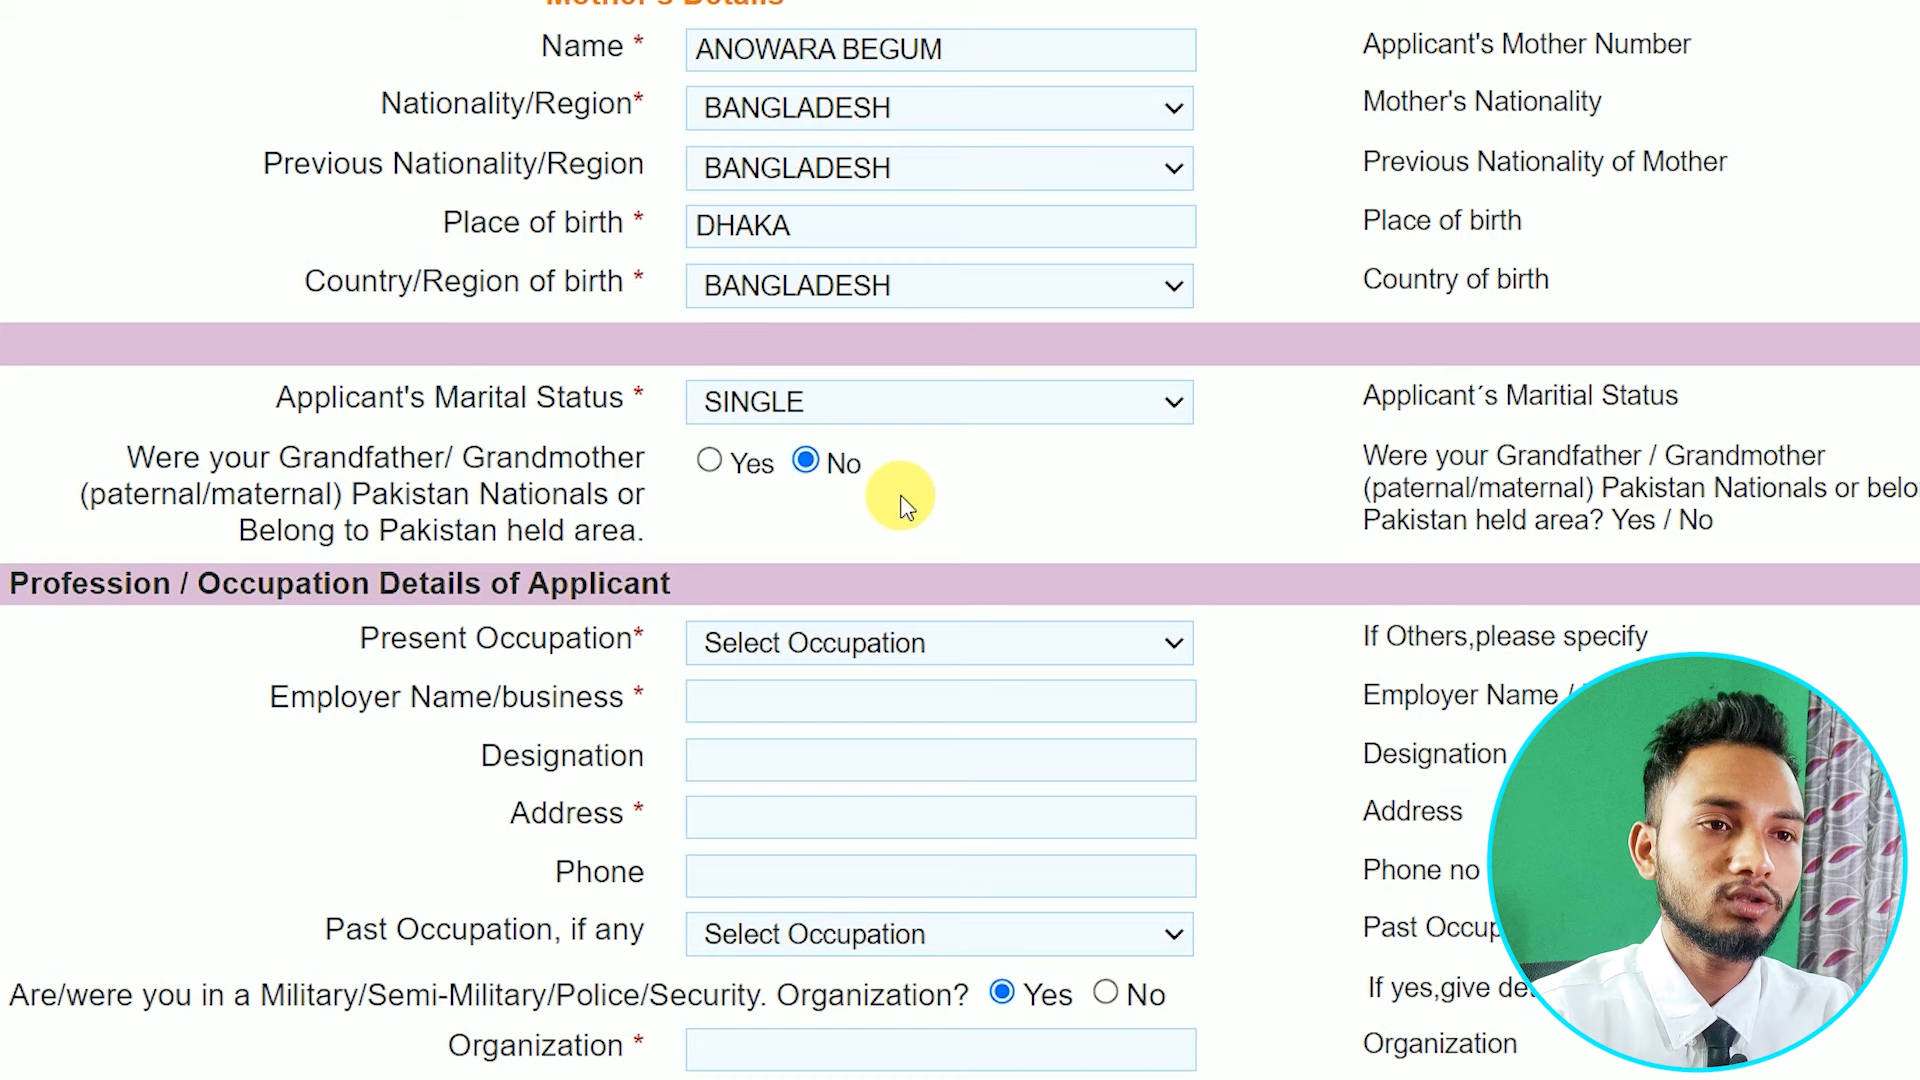 Mother's Details
Name * ANOWARA BEGUM Applicant's Mother Number
Nationality/Region* BANGLADESH Mother's Nationality
Previous Nationality/Region BANGLADESH Previous Nationality of Mother
Place of birth * DHAKA Place of birth
Country/Region of birth * BANGLADESH Country of birth
Applicant's Marital Status * SINGLE Applicant´s Maritial Status
Were your Grandfather/ Grandmother
(paternal/maternal) Pakistan Nationals or
Belong to Pakistan held area.
Yes No
Were your Grandfather / Grandmother
(paternal/maternal) Pakistan Nationals or
Pakistan held area? Yes / No
Profession / Occupation Details of Applicant
Present Occupation* Select Occupation If Others,please specify
Employer Name/business * Employer Name /
Designation Designation
Address * Address
Phone Phone no
Past Occupation, if any Select Occupation Past
Are/were you in a Military/Semi-Military/Police/Security. Organization? Yes No If yes,give
Organization * Organization